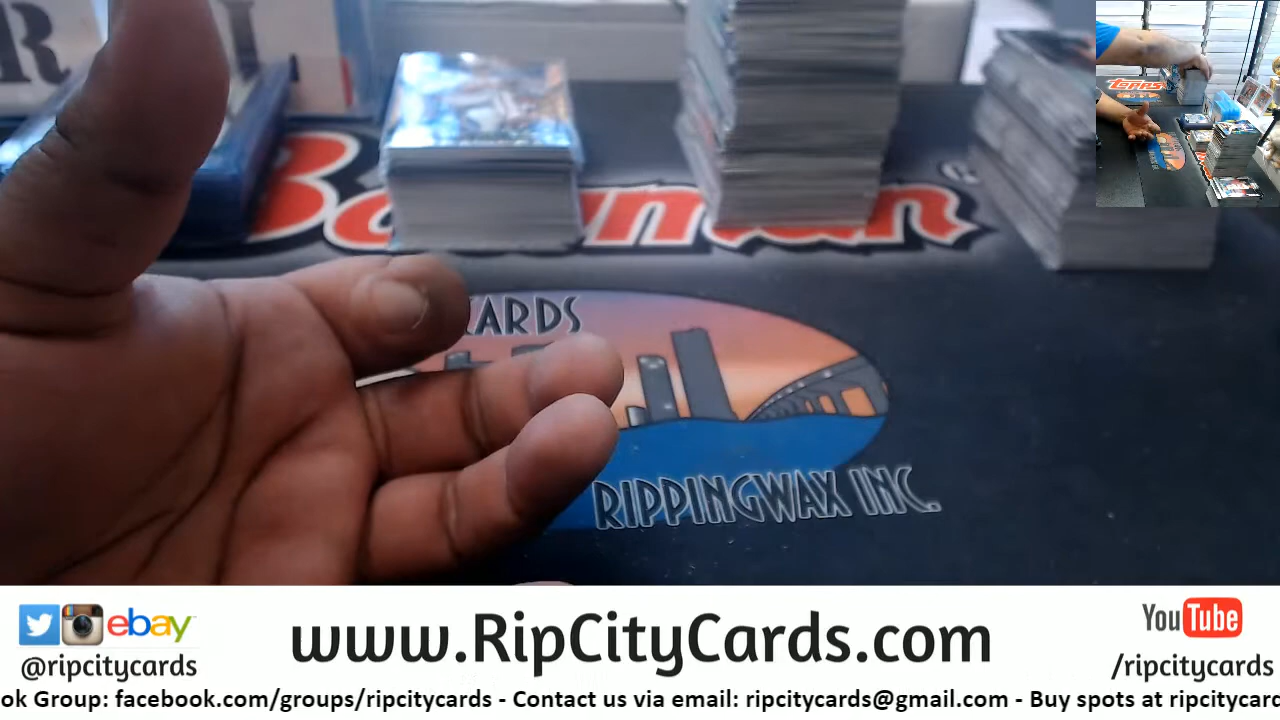 Bowman
CARDS
RIPPINGWAX INC.
TOPPS
ebay
@ripcitycards
www.RipCityCards.com
YouTube
/ripcitycards
ok Group: facebook.com/groups/ripcitycards - Contact us via email: ripcitycards@gmail.com - Buy spots at ripcitycard